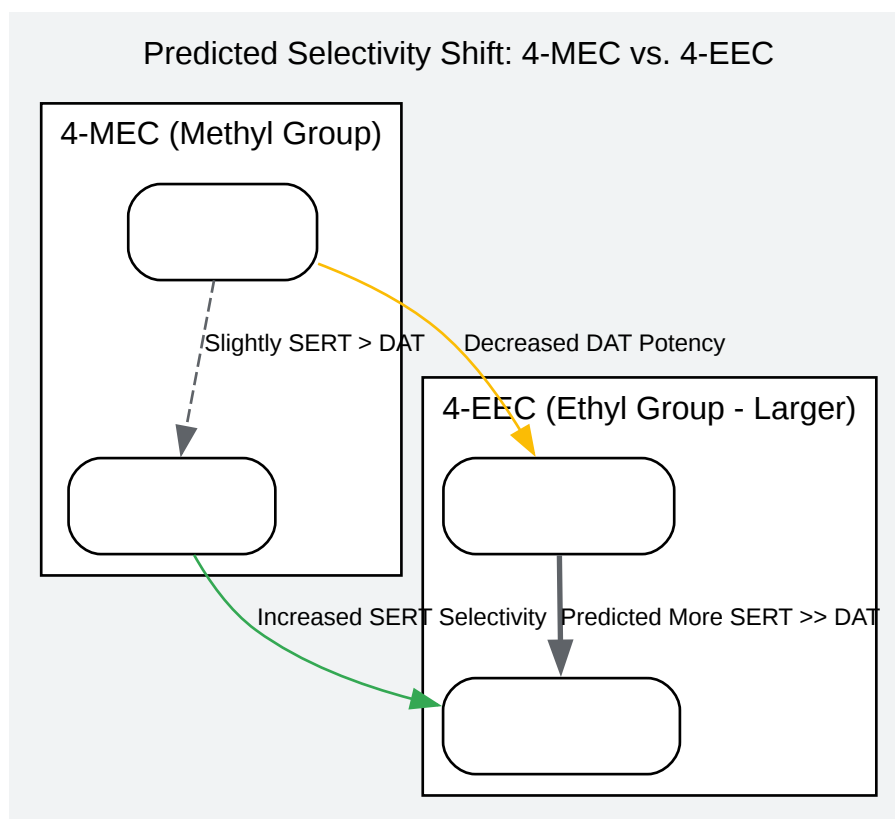 Predicted Selectivity Shift: 4-MEC vs. 4-EEC
4-MEC (Methyl Group)
Slightly SERT > DAT
Decreased DAT Potency
4-EEC (Ethyl Group - Larger)
Increased SERT Selectivity
Predicted More SERT >> DAT